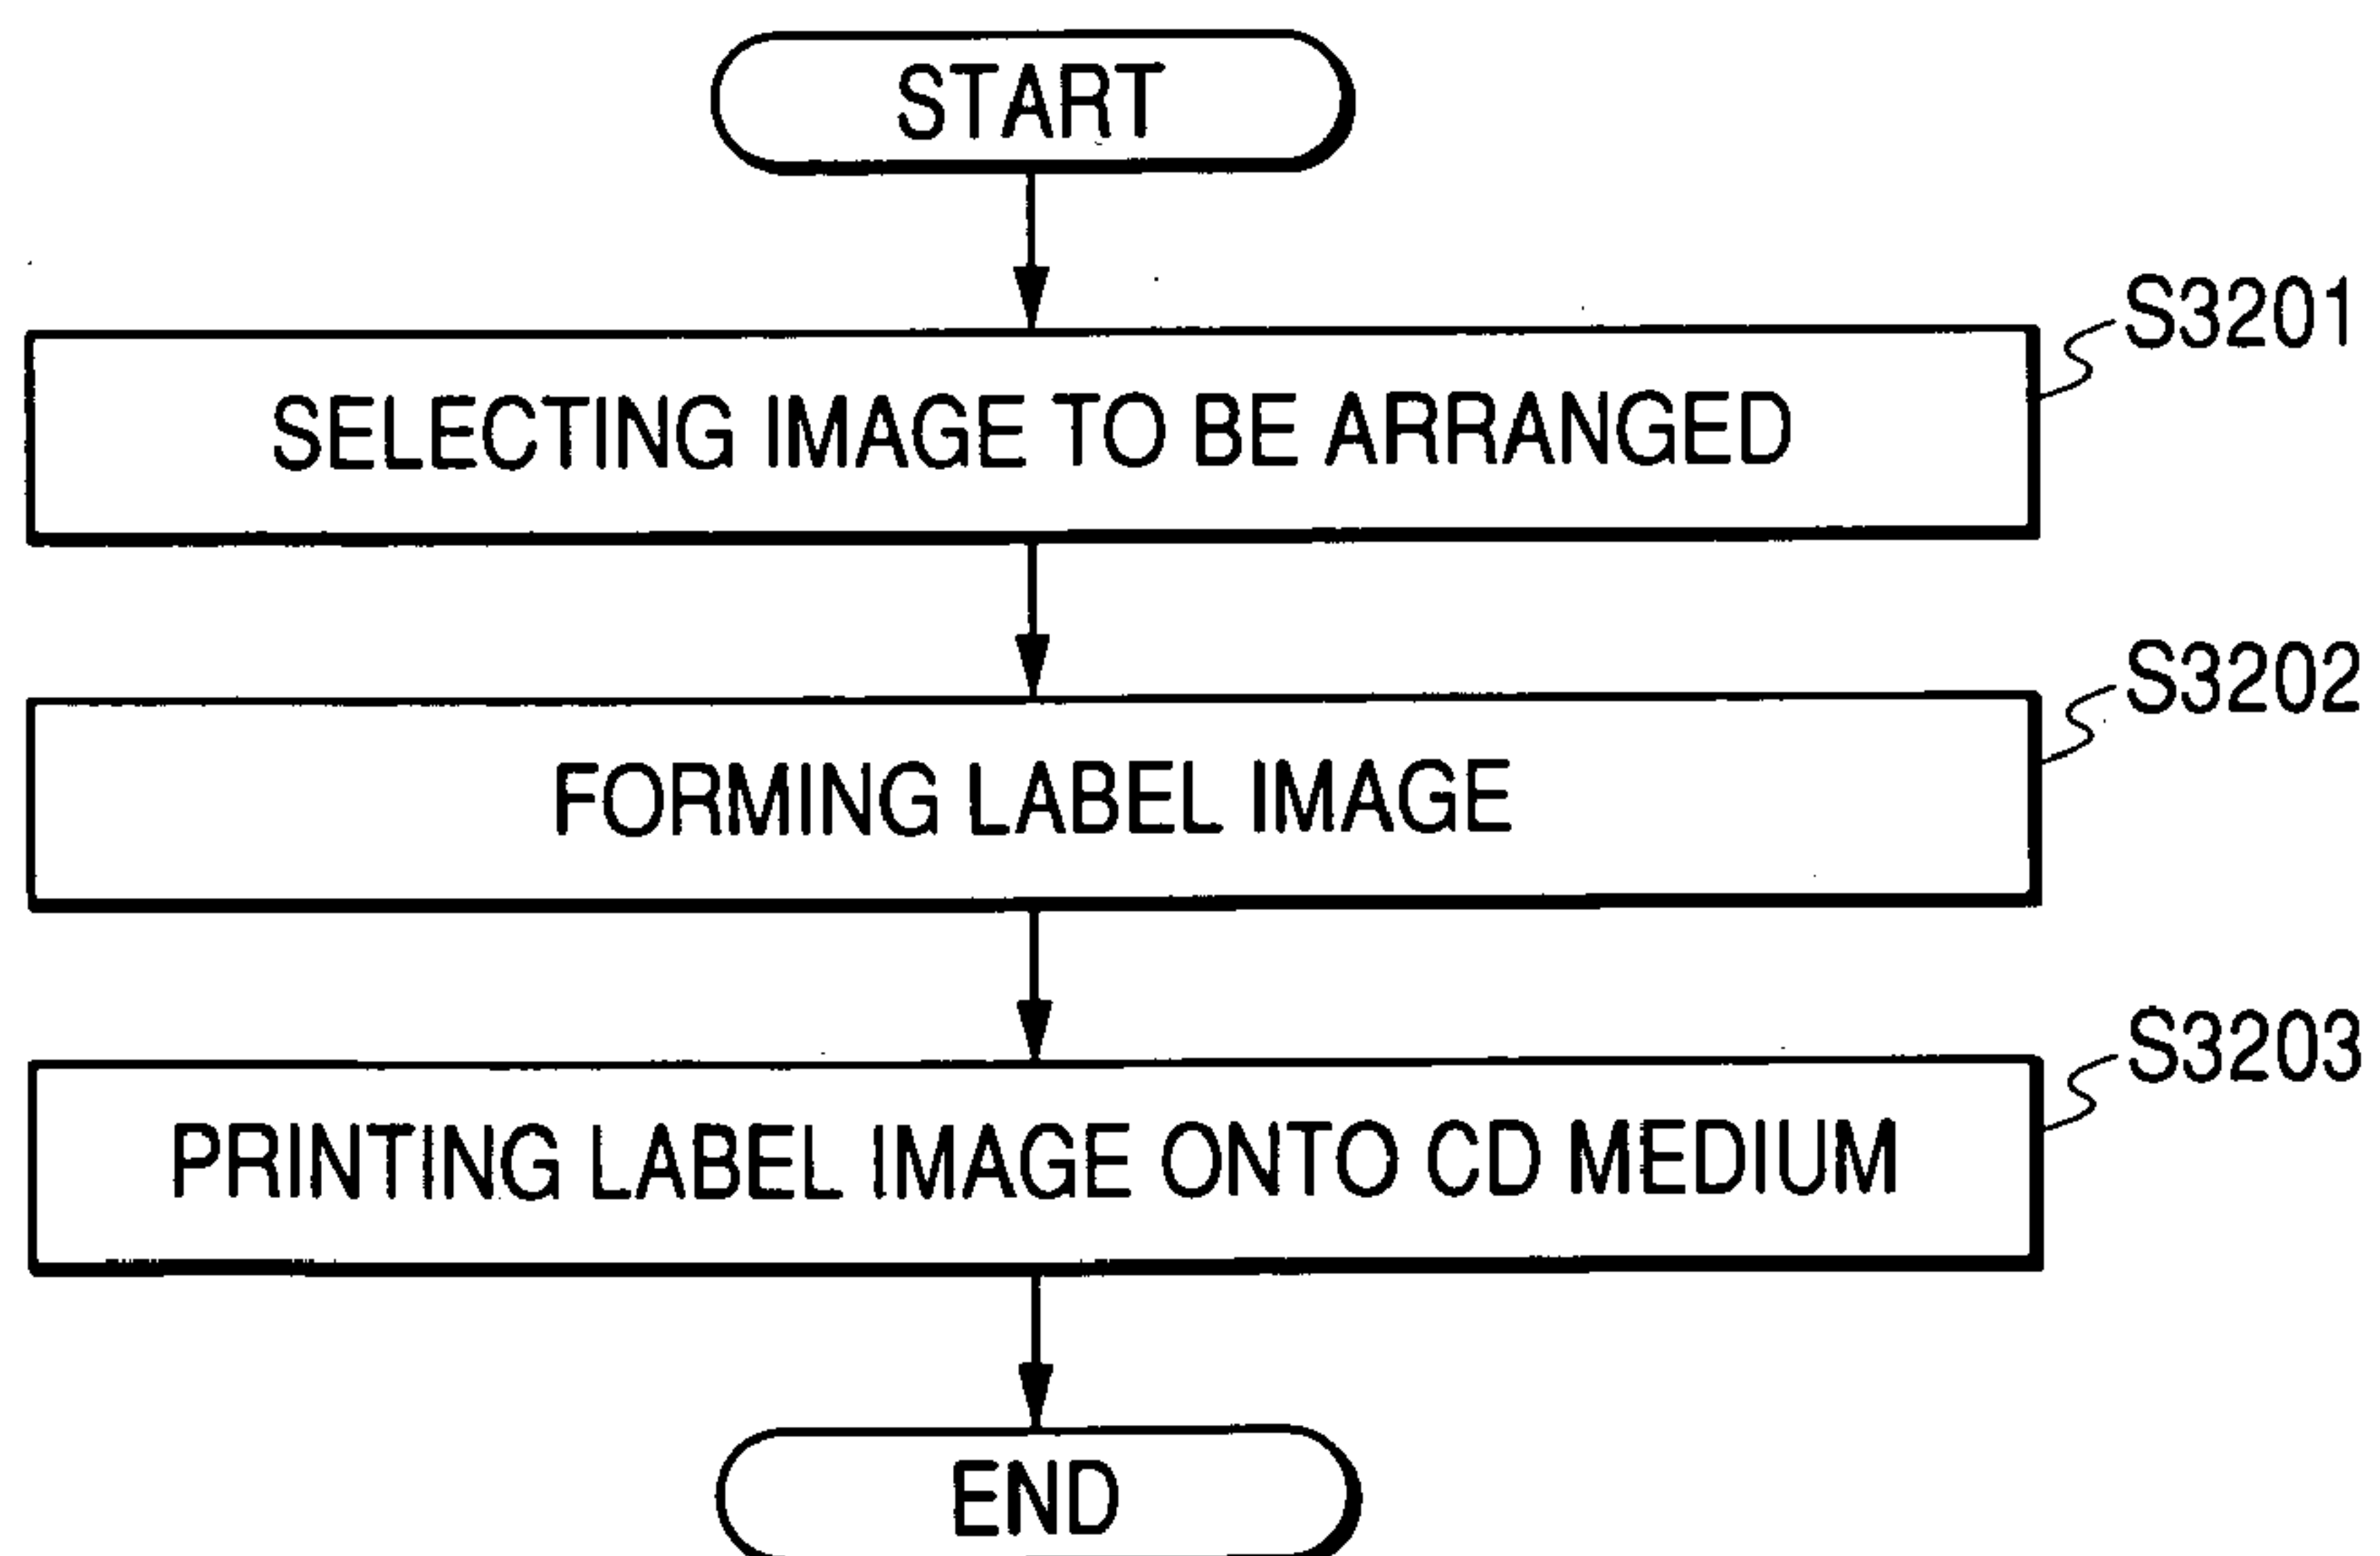 START
S3201
SELECTING IMAGE TO BE ARRANGED
S3202
FORMING LABEL IMAGE
S3203
PRINTING LABEL IMAGE ONTO CD MEDIUM
END